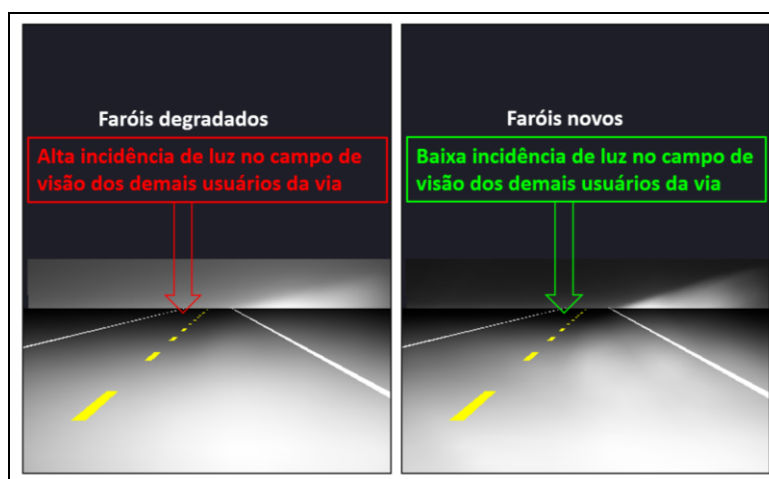 Faróis degradados
Alta incidência de luz no campo de
visão dos demais usuários da via
Faróis novos
Baixa incidência de luz no campo de
visão dos demais usuários da via